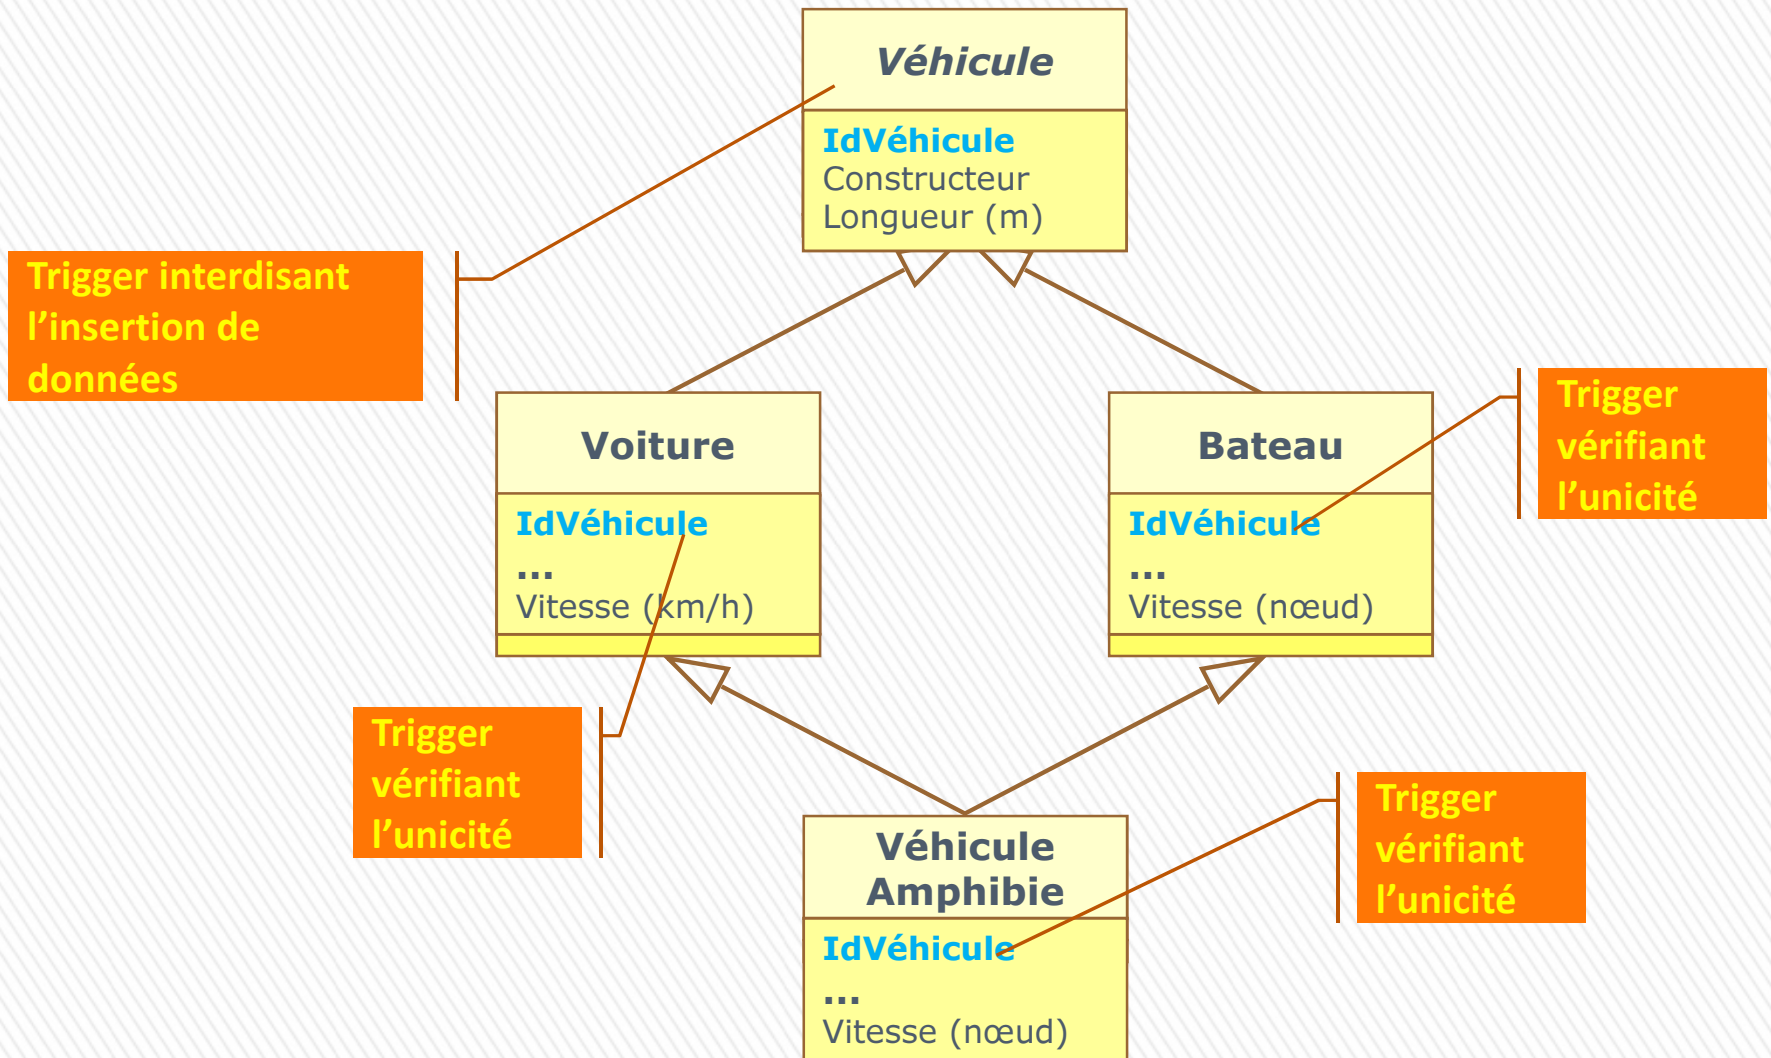 Véhicule
IdVéhicule
Constructeur
Longueur (m)
Trigger interdisant
l’insertion de
données
Voiture
IdVéhicule
...
Vitesse (km/h)
Bateau
IdVéhicule
...
Vitesse (nœud)
Trigger
vérifiant
l’unicité
Trigger
vérifiant
l’unicité
Véhicule
Amphibie
IdVéhicule
...
Vitesse (nœud)
Trigger
vérifiant
l’unicité